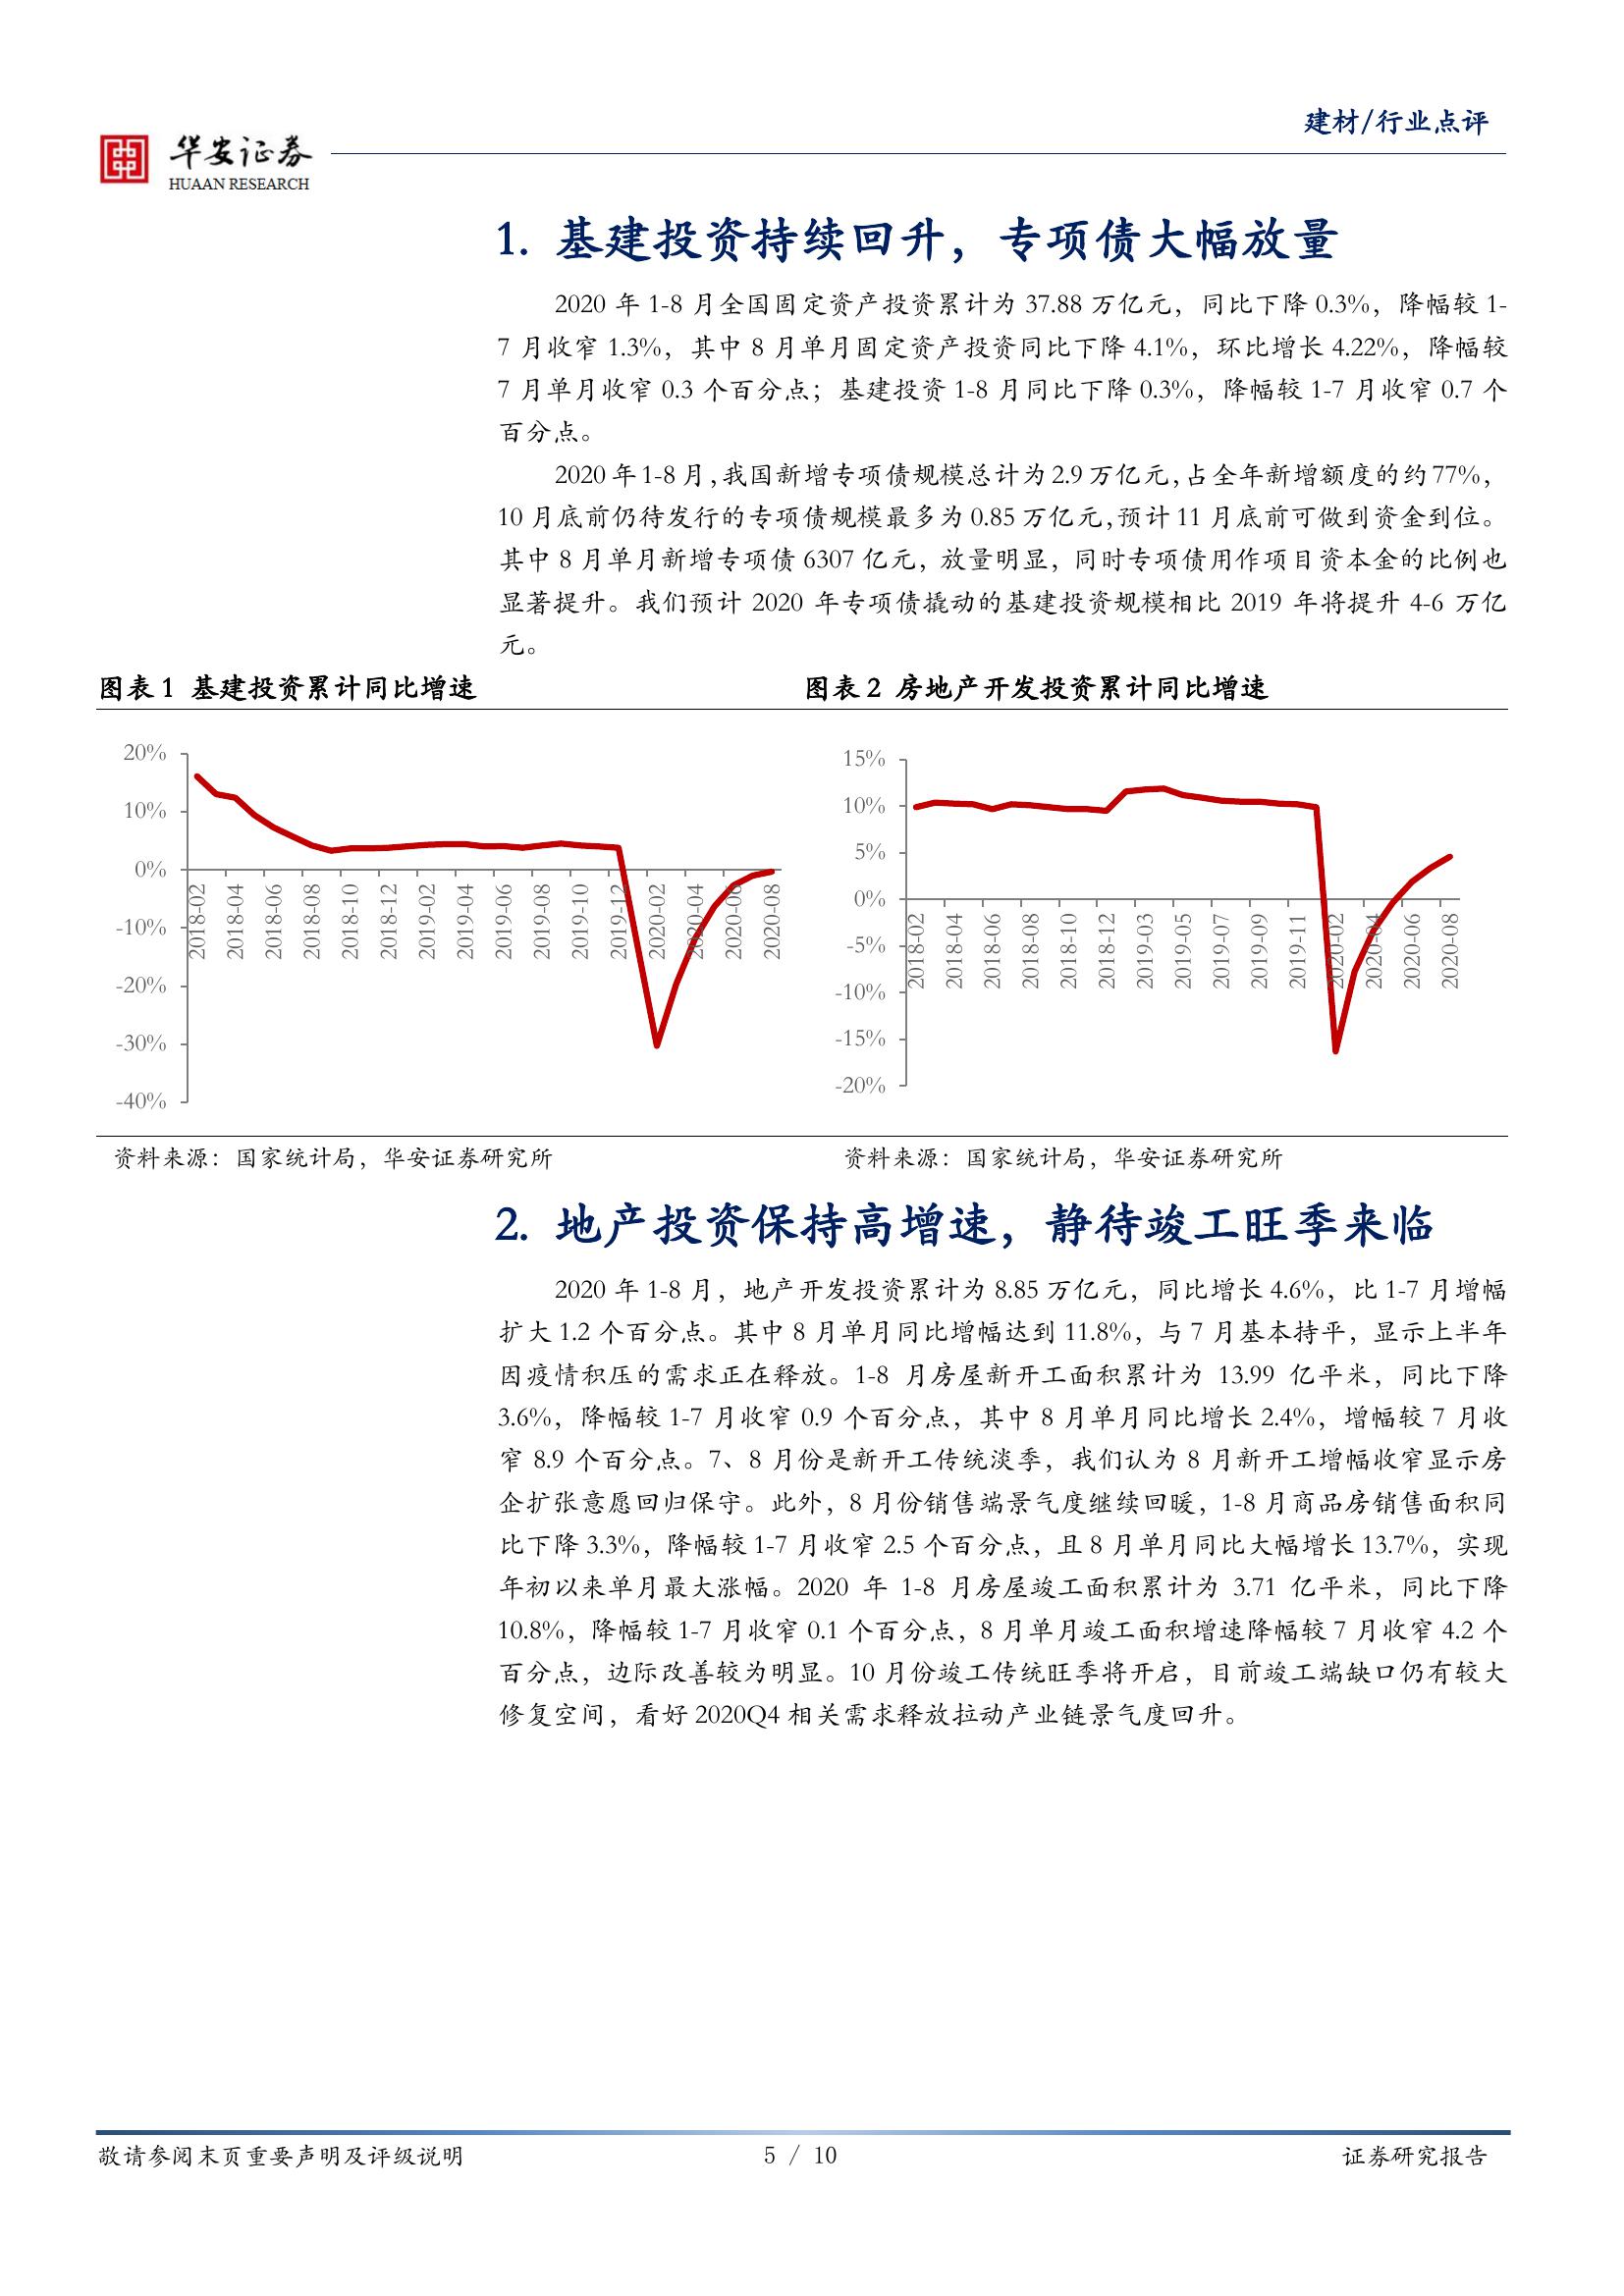 建材/行业点评
华安证券
HUAAN RESEARCH
1. 基建投资持续回升，专项债大幅放量
2020 年 1-8 月全国固定资产投资累计为 37.88 万亿元，同比下降 0.3%，降幅较 1-
7 月收窄 1.3%，其中 8 月单月固定资产投资同比下降 4.1%，环比增长 4.22%，降幅较
7 月单月收窄 0.3 个百分点；基建投资 1-8 月同比下降 0.3%，降幅较 1-7 月收窄 0.7 个
百分点。
2020 年 1-8 月，我国新增专项债规模总计为 2.9 万亿元，占全年新增额度的约 77%，
10 月底前仍待发行的专项债规模最多为 0.85 万亿元，预计 11 月底前可做到资金到位。
其中 8 月单月新增专项债 6307 亿元，放量明显，同时专项债用作项目资本金的比例也
显著提升。我们预计 2020 年专项债撬动的基建投资规模相比 2019 年将提升 4-6 万亿
元。
图表 1 基建投资累计同比增速
20%
10%
0%
-10%
-20%
-30%
-40%
2018-02
2018-04
2018-06
2018-08
2018-10
2018-12
2019-02
2019-04
2019-06
2019-08
2019-10
2019-12
2020-02
2020-04
2020-06
2020-08
图表 2 房地产开发投资累计同比增速
15%
10%
5%
0%
-5%
-10%
-15%
-20%
2018-02
2018-04
2018-06
2018-08
2018-10
2018-12
2019-03
2019-05
2019-07
2019-09
2019-11
2020-02
2020-04
2020-06
2020-08
资料来源：国家统计局，华安证券研究所
资料来源：国家统计局，华安证券研究所
2. 地产投资保持高增速，静待竣工旺季来临
2020 年 1-8 月，地产开发投资累计为 8.85 万亿元，同比增长 4.6%，比 1-7 月增幅
扩大 1.2 个百分点。其中 8 月单月同比增幅达到 11.8%，与 7 月基本持平，显示上半年
因疫情积压的需求正在释放。1-8 月房屋新开工面积累计为 13.99 亿平米，同比下降
3.6%，降幅较 1-7 月收窄 0.9 个百分点，其中 8 月单月同比增长 2.4%，增幅较 7 月收
窄 8.9 个百分点。7、8 月份是新开工传统淡季，我们认为 8 月新开工增幅收窄显示房
企扩张意愿回归保守。此外，8 月份销售端景气度继续回暖，1-8 月商品房销售面积同
比下降 3.3%，降幅较 1-7 月收窄 2.5 个百分点，且 8 月单月同比大幅增长 13.7%，实现
年初以来单月最大涨幅。2020 年 1-8 月房屋竣工面积累计为 3.71 亿平米，同比下降
10.8%，降幅较 1-7 月收窄 0.1 个百分点，8 月单月竣工面积增速降幅较 7 月收窄 4.2 个
百分点，边际改善较为明显。10 月份竣工传统旺季将开启，目前竣工端缺口仍有较大
修复空间，看好 2020Q4 相关需求释放拉动产业链景气度回升。
敬请参阅末页重要声明及评级说明
5 / 10
证券研究报告